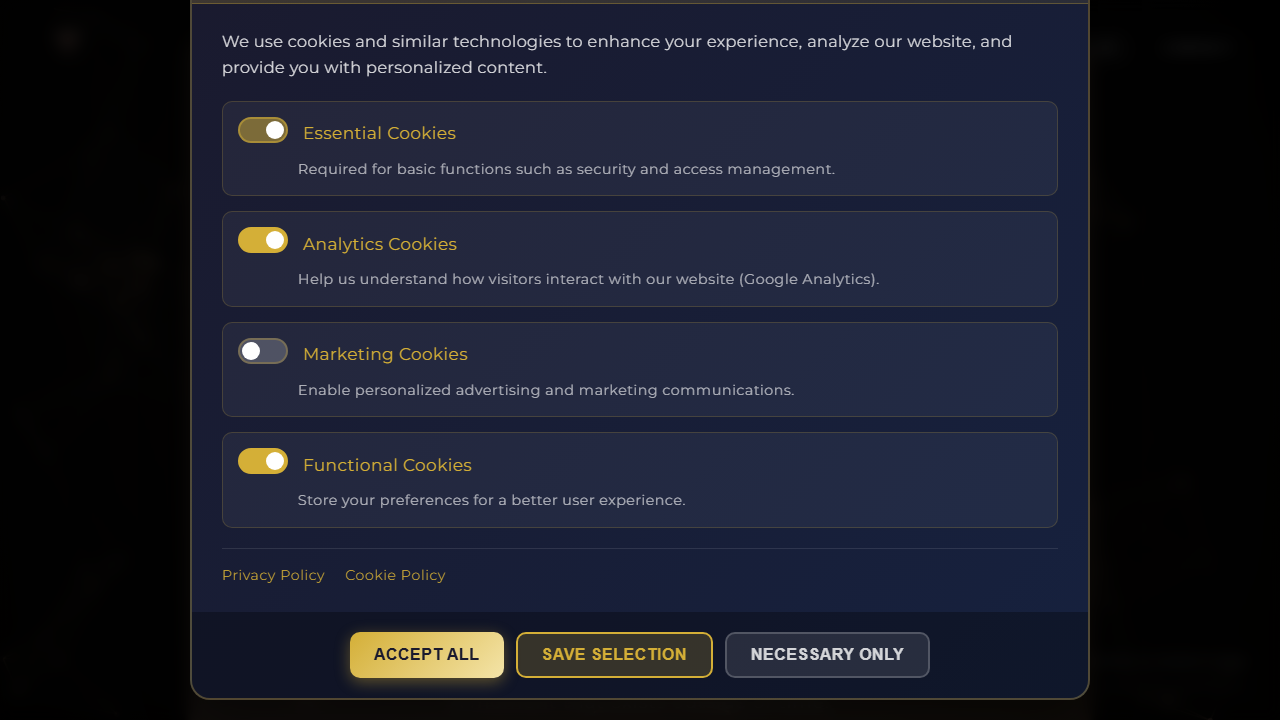 We use cookies and similar technologies to enhance your experience, analyze our website, and
provide you with personalized content.
Essential Cookies
Required for basic functions such as security and access management.
Analytics Cookies
Help us understand how visitors interact with our website (Google Analytics).
Marketing Cookies
Enable personalized advertising and marketing communications.
Functional Cookies
Store your preferences for a better user experience.
Privacy Policy Cookie Policy
ACCEPT ALL SAVE SELECTION NECESSARY ONLY